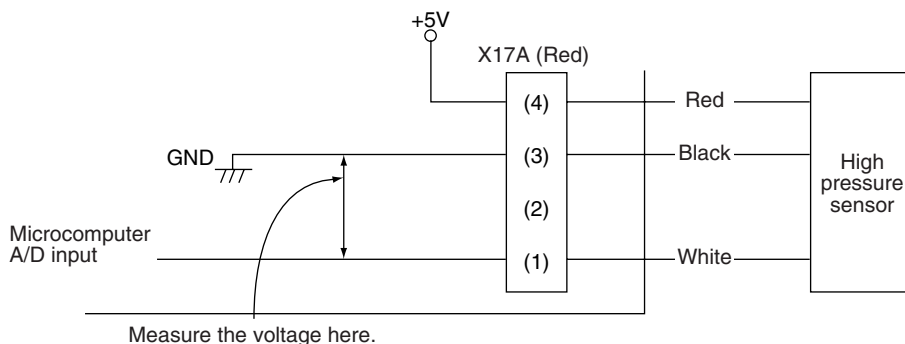 +5V
X17A (Red)
(4)
Red
GND
(3)
Black
High
pressure
sensor
(2)
Microcomputer
A/D input
(1)
White
Measure the voltage here.